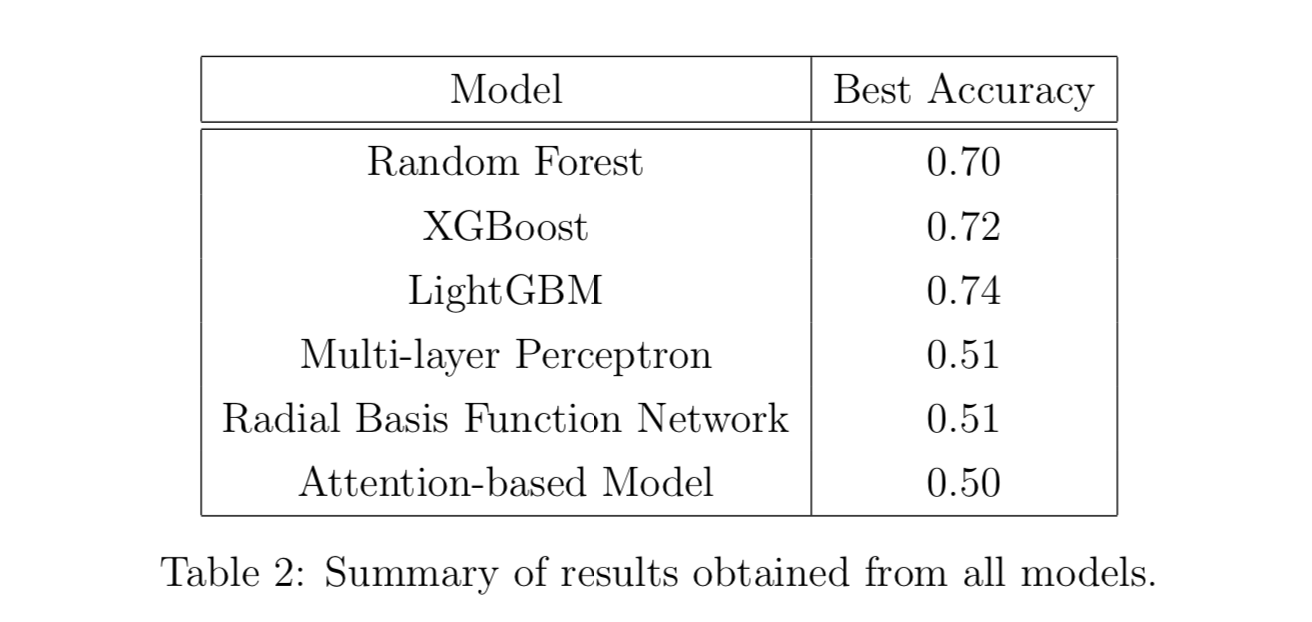 Model Best Accuracy
Random Forest 0.70
XGBoost 0.72
LightGBM 0.74
Multi-layer Perceptron 0.51
Radial Basis Function Network 0.51
Attention-based Model 0.50
Table 2: Summary of results obtained from all models.